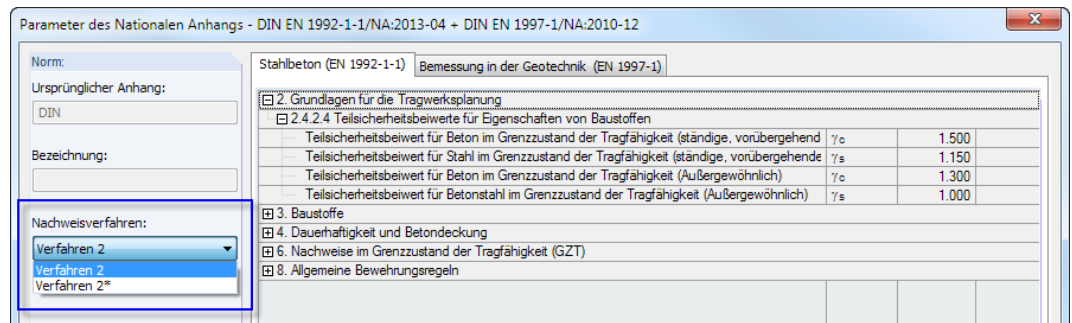 Parameter des Nationalen Anhangs - DIN EN 1992-1-1/NA:2013-04 + DIN EN 1997-1/NA:2010-12
Norm:
Ursprünglicher Anhang:
DIN
Bezeichnung:
Nachweisverfahren:
Verfahren 2
Verfahren 2
Verfahren 2*
Stahlbeton (EN 1992-1-1) Bemessung in der Geotechnik (EN 1997-1)
2. Grundlagen für die Tragwerksplanung
2.4.2.4 Teilsicherheitsbeiwerte für Eigenschaften von Baustoffen
Teilsicherheitsbeiwert für Beton im Grenzzustand der Tragfähigkeit (ständige, vorübergehend γc 1.500
Teilsicherheitsbeiwert für Stahl im Grenzzustand der Tragfähigkeit (ständige, vorübergehende γs 1.150
Teilsicherheitsbeiwert für Beton im Grenzzustand der Tragfähigkeit (Außergewöhnlich) γc 1.300
Teilsicherheitsbeiwert für Betonstahl im Grenzzustand der Tragfähigkeit (Außergewöhnlich) γs 1.000
3. Baustoffe
4. Dauerhaftigkeit und Betondeckung
6. Nachweise im Grenzzustand der Tragfähigkeit (GZT)
8. Allgemeine Bewehrungsregeln